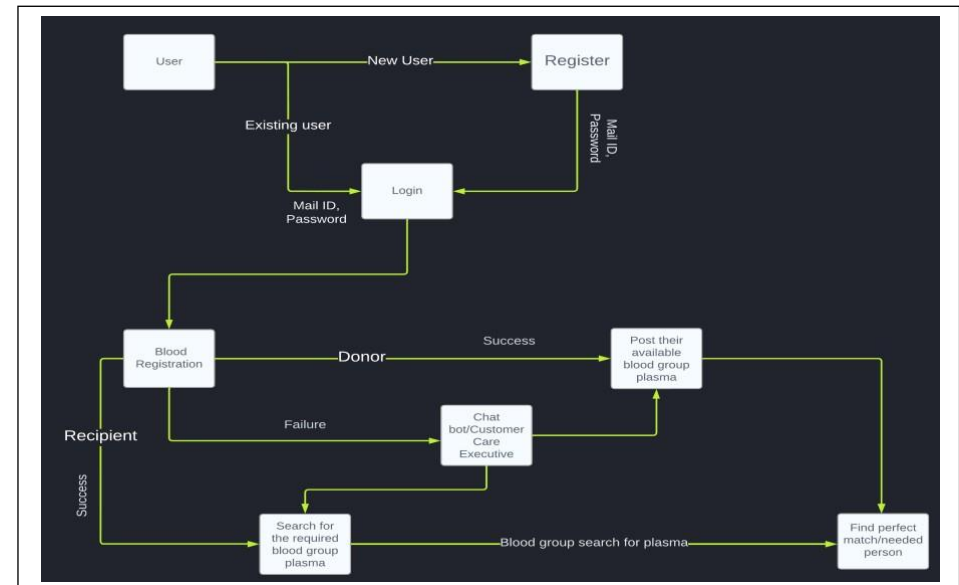 User
New User
Register
Existing user
Mail ID,
Password
Login
Mail ID,
Password
Blood
Registration
Donor
Success
Post their
available
blood group
plasma
Recipient
Failure
Chat
bot/Customer
Care
Executive
Success
Search for
the required
blood group
plasma
Blood group search for plasma
Find perfect
match/needed
person